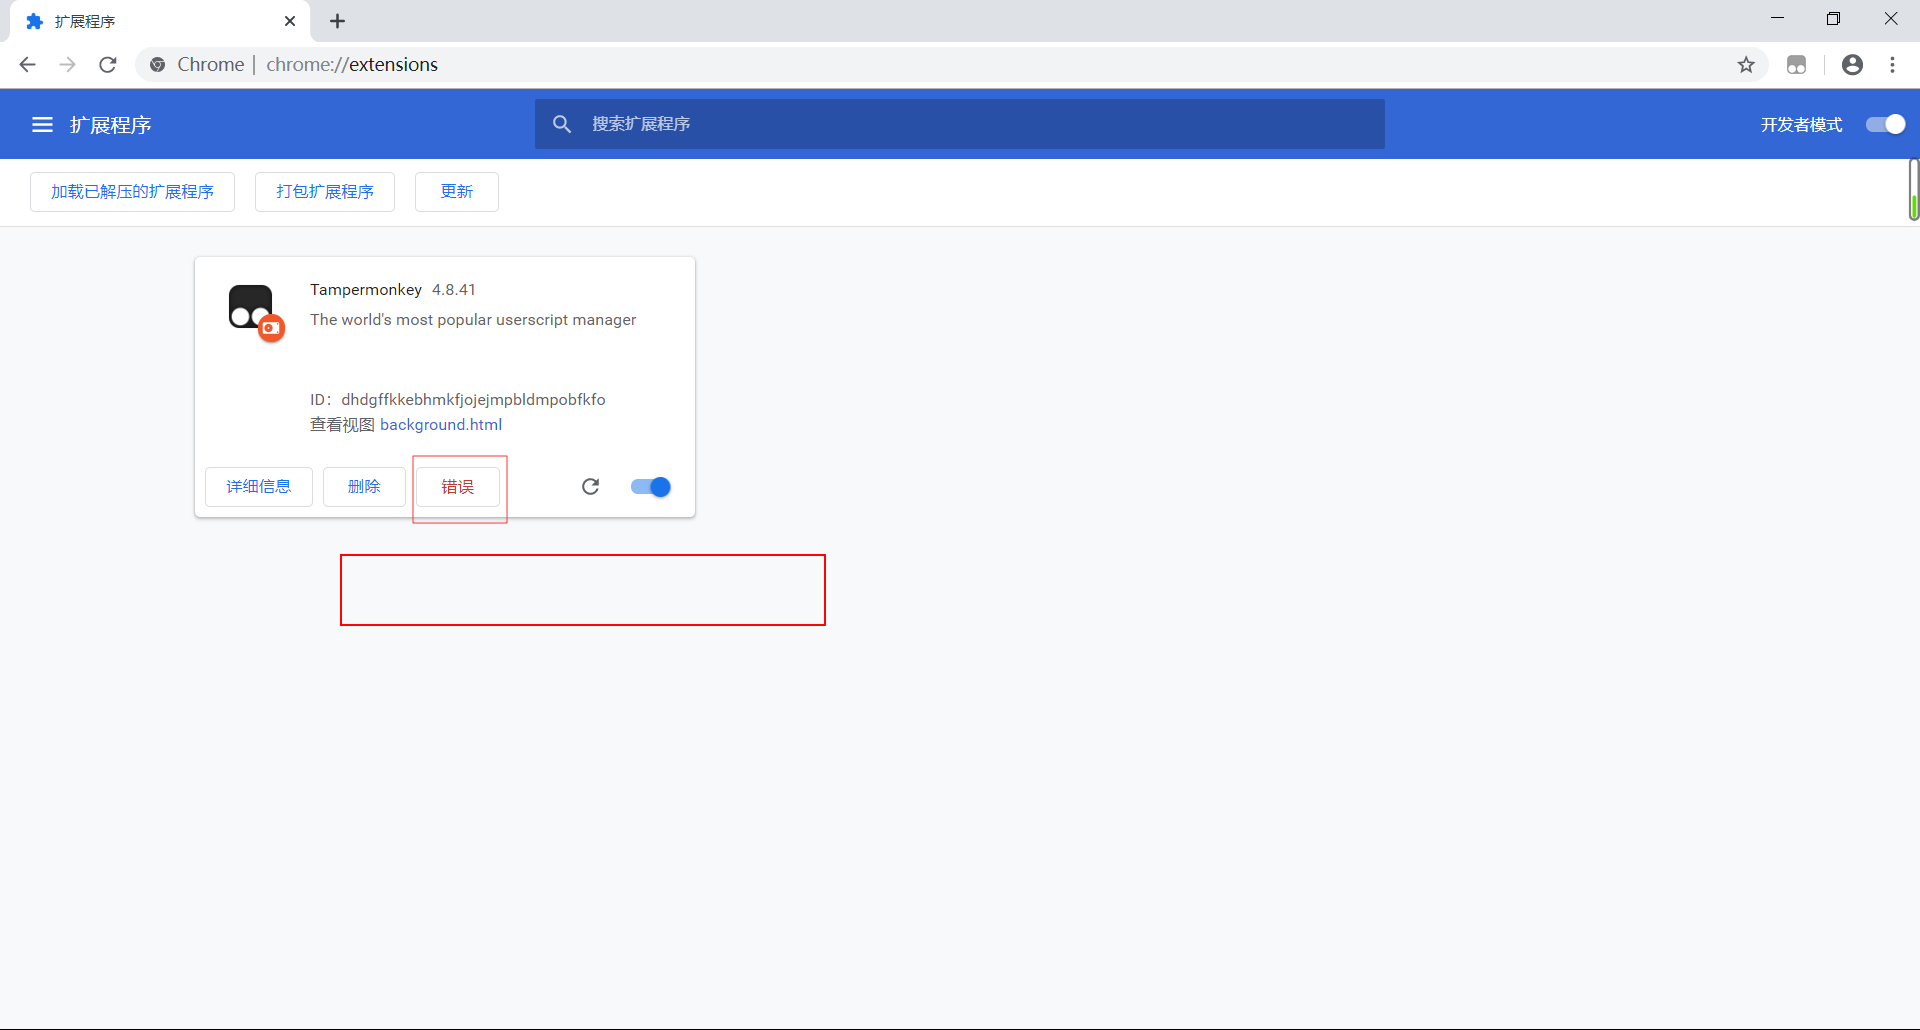 扩展程序
Chrome | chrome://extensions
扩展程序
搜索扩展程序
开发者模式
加载已解压的扩展程序
打包扩展程序
更新
Tampermonkey 4.8.41
The world's most popular userscript manager
ID：dhdgffkkebhmkfjojejmpbldmpobfkfo
查看视图 background.html
详细信息
删除
错误